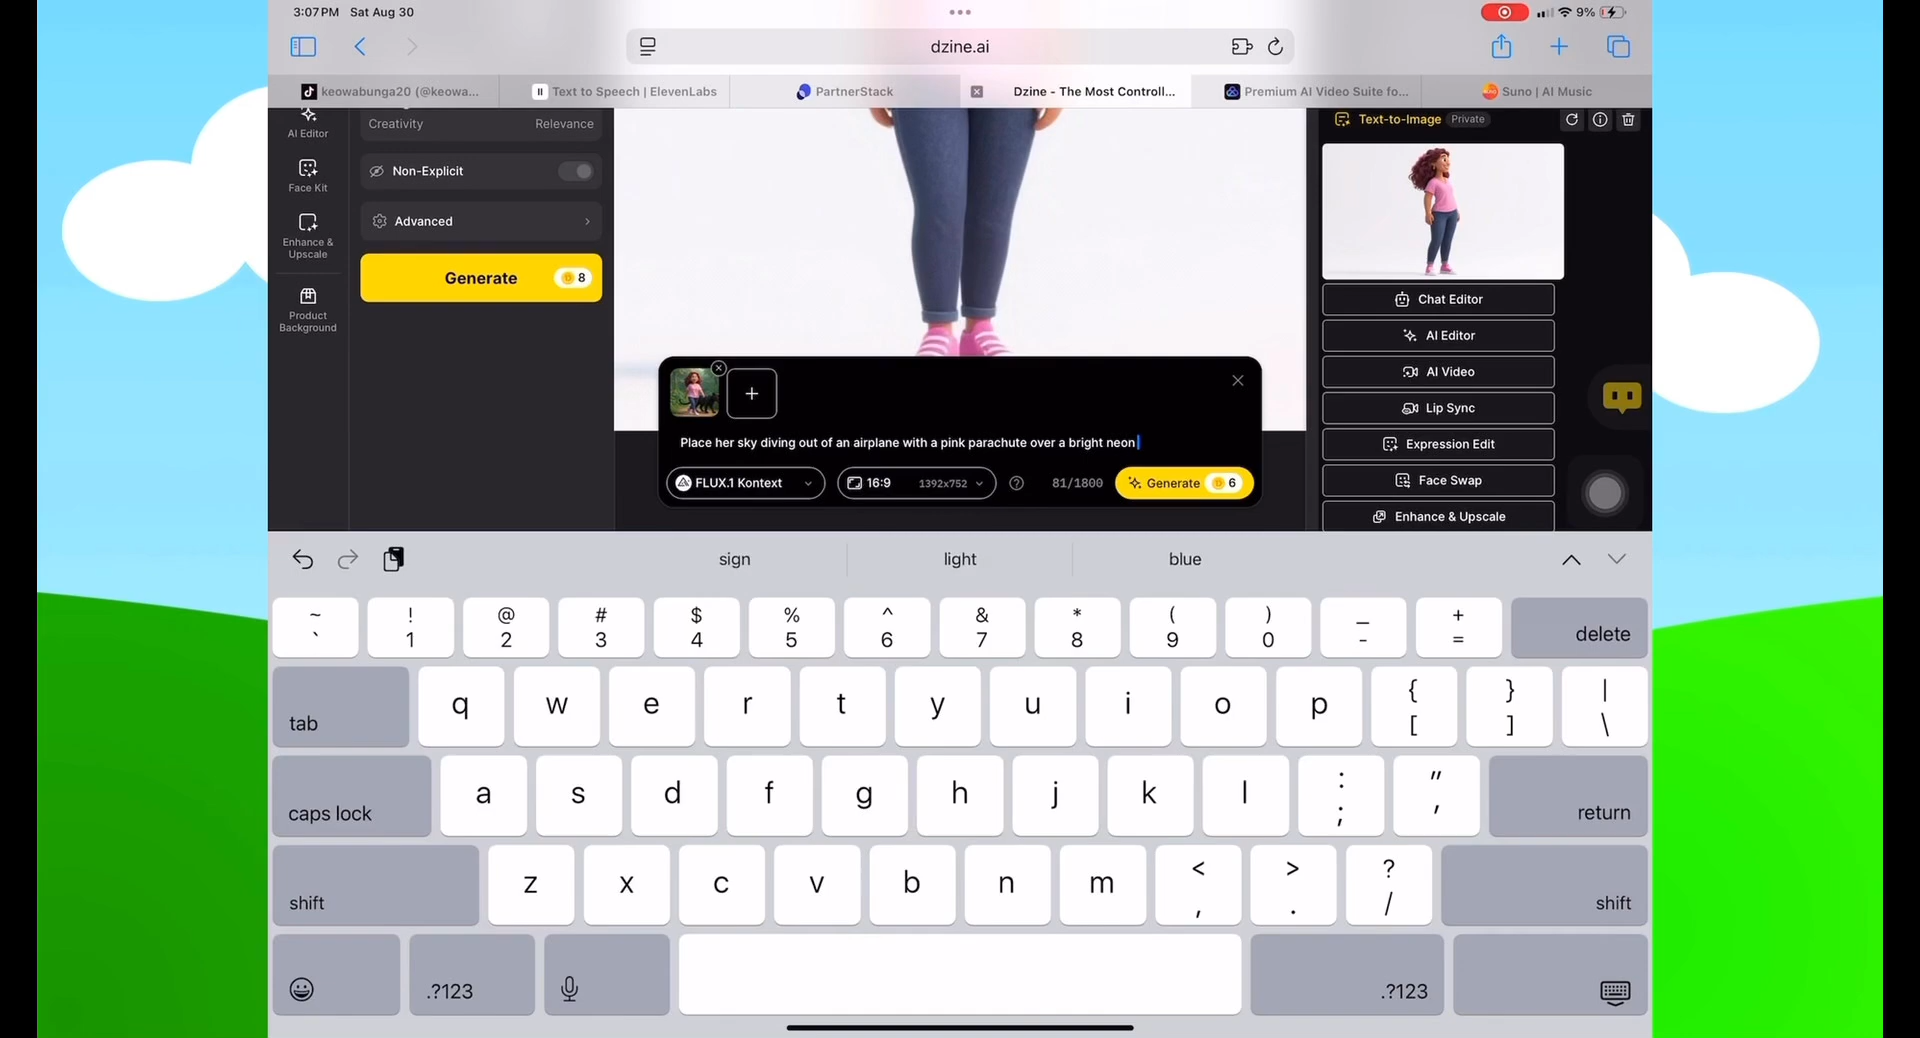 3:07 PM Sat Aug 30
9%
dzine.ai
keowabunga20 (@keowa...
Text to Speech | ElevenLabs
PartnerStack
Dzine - The Most Controll...
Premium AI Video Suite fo...
Suno | AI Music
AI Editor
Face Kit
Enhance &
Upscale
Product
Background
Creativity Relevance
Non-Explicit
Advanced
Generate 8
Text-to-Image Private
Chat Editor
AI Editor
AI Video
Lip Sync
Expression Edit
Face Swap
Enhance & Upscale
Place her sky diving out of an airplane with a pink parachute over a bright neon
FLUX.1 Kontext 16:9 1392x752 81/1800 Generate 6
sign light blue
~ ! @ # $ % ^ & * ( ) _ +
` 1 2 3 4 5 6 7 8 9 0 - = delete
tab q w e r t y u i o p { [ } ] | \
caps lock a s d f g h j k l : ; " ' return
shift z x c v b n m < , > . ? / shift
.?123 .?123